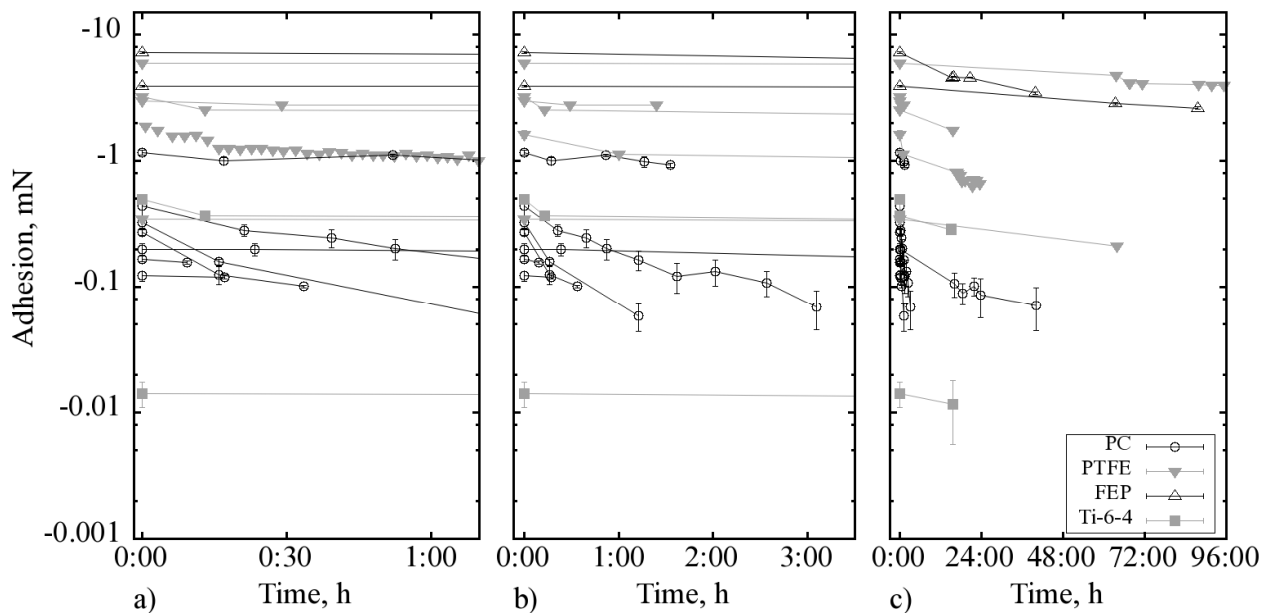 Adhesion, mN
-10
-1
-0.1
-0.01
-0.001
0:00 0:30 1:00
a) Time, h
0:00 1:00 2:00 3:00
b) Time, h
PC
PTFE
FEP
Ti-6-4
0:00 24:00 48:00 72:00 96:00
c) Time, h